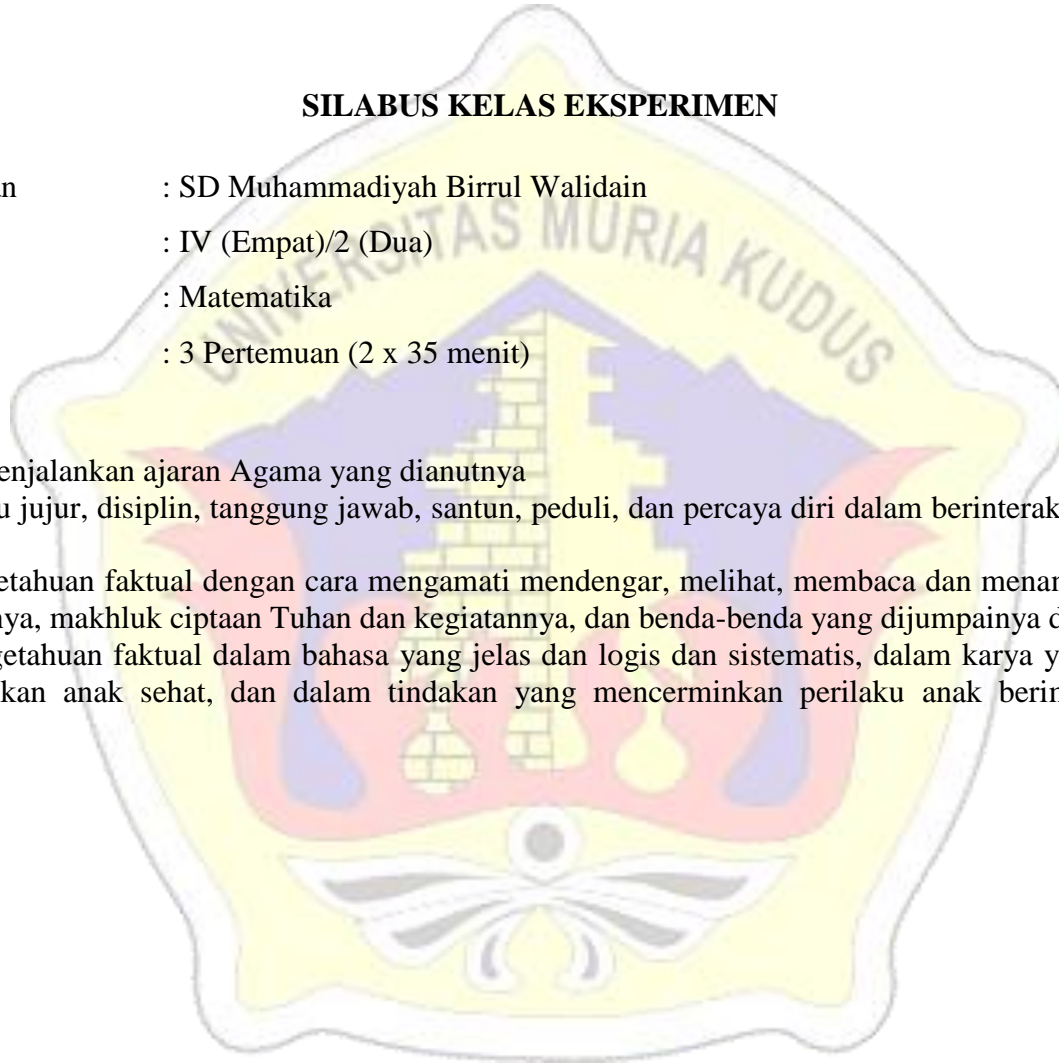 SILABUS KELAS EKSPERIMEN
: SD Muhammadiyah Birrul Walidain
: IV (Empat)/2 (Dua)
: Matematika
: 3 Pertemuan (2 x 35 menit)
enjalankan ajaran Agama yang dianutnya
u jujur, disiplin, tanggung jawab, santun, peduli, dan percaya diri dalam berinterak
etahuan faktual dengan cara mengamati mendengar, melihat, membaca dan menan
nya, makhluk ciptaan Tuhan dan kegiatannya, dan benda-benda yang dijumpainya d
getahuan faktual dalam bahasa yang jelas dan logis dan sistematis, dalam karya y
kan anak sehat, dan dalam tindakan yang mencerminkan perilaku anak berin
UNIVERSITAS MURIA KUDUS